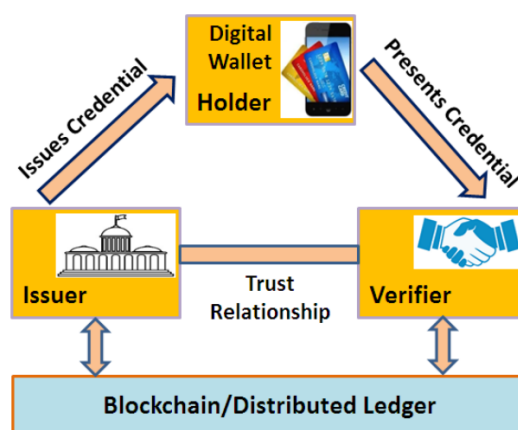 Digital
Wallet
Holder
Issues Credential
Presents Credential
Issuer
Trust
Relationship
Verifier
Blockchain/Distributed Ledger